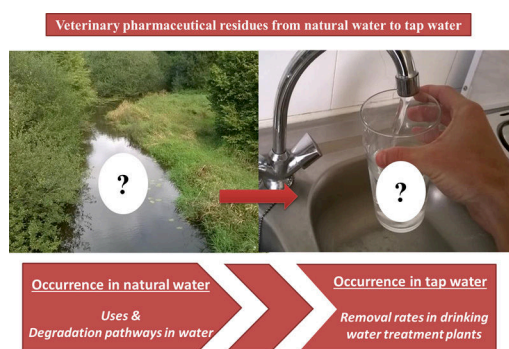 Veterinary pharmaceutical residues from natural water to tap water
?
?
Occurrence in natural water
Uses &
Degradation pathways in water
Occurrence in tap water
Removal rates in drinking
water treatment plants